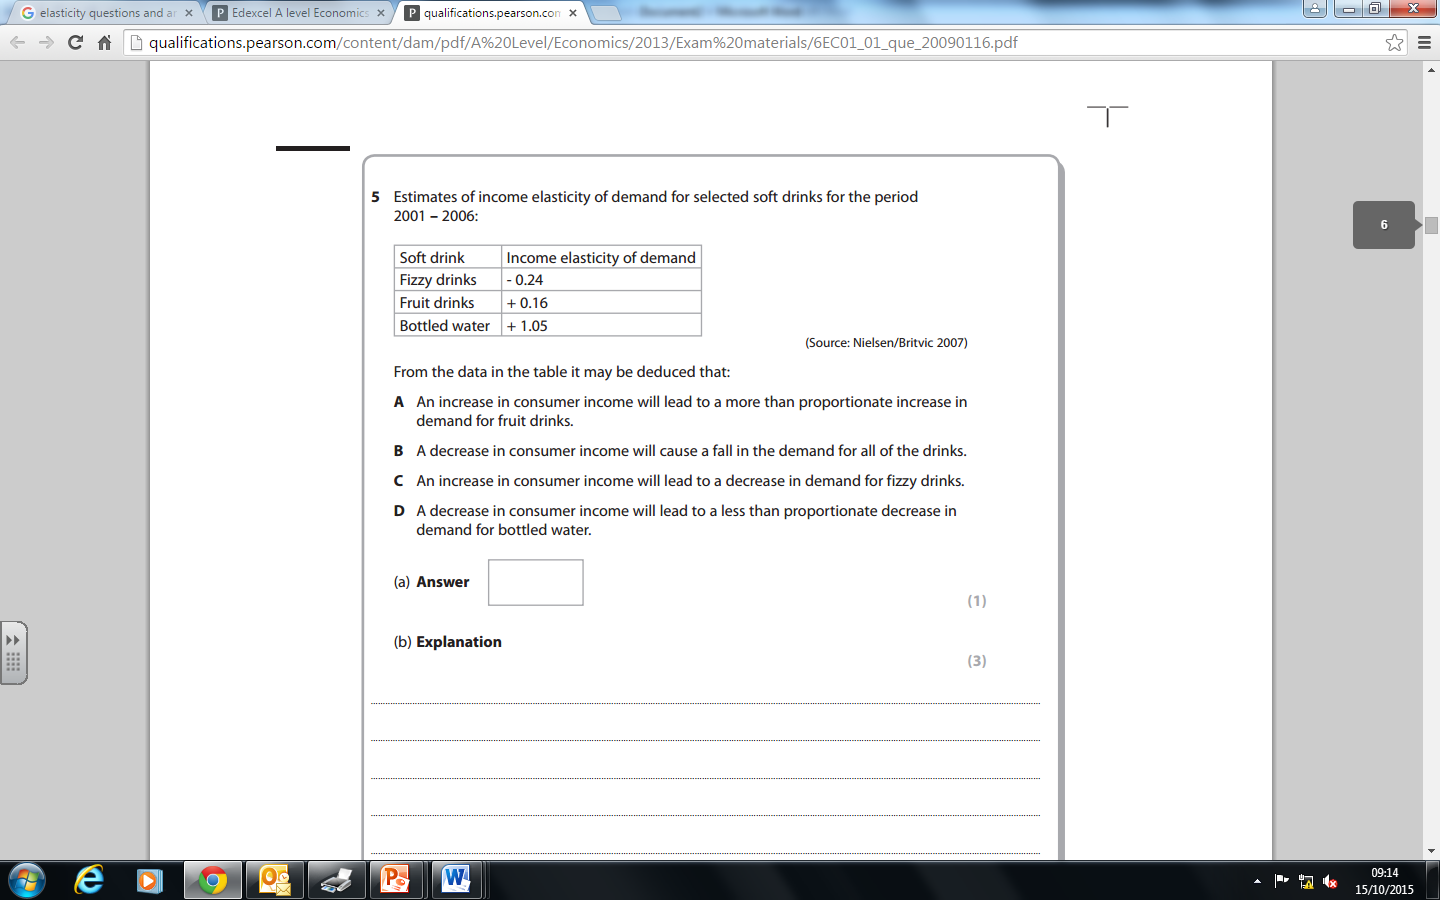 elasticity questions and an
Edexcel A level Economics
qualifications.pearson.com
Document2 - Microsoft Word
qualifications.pearson.com/content/dam/pdf/A%20Level/Economics/2013/Exam%20materials/6EC01_01_que_20090116.pdf
5 Estimates of income elasticity of demand for selected soft drinks for the period
2001 – 2006:
Soft drink Income elasticity of demand
Fizzy drinks - 0.24
Fruit drinks + 0.16
Bottled water + 1.05
(Source: Nielsen/Britvic 2007)
From the data in the table it may be deduced that:
A An increase in consumer income will lead to a more than proportionate increase in
demand for fruit drinks.
B A decrease in consumer income will cause a fall in the demand for all of the drinks.
C An increase in consumer income will lead to a decrease in demand for fizzy drinks.
D A decrease in consumer income will lead to a less than proportionate decrease in
demand for bottled water.
(a) Answer
(1)
(b) Explanation
(3)
6
09:14
15/10/2015